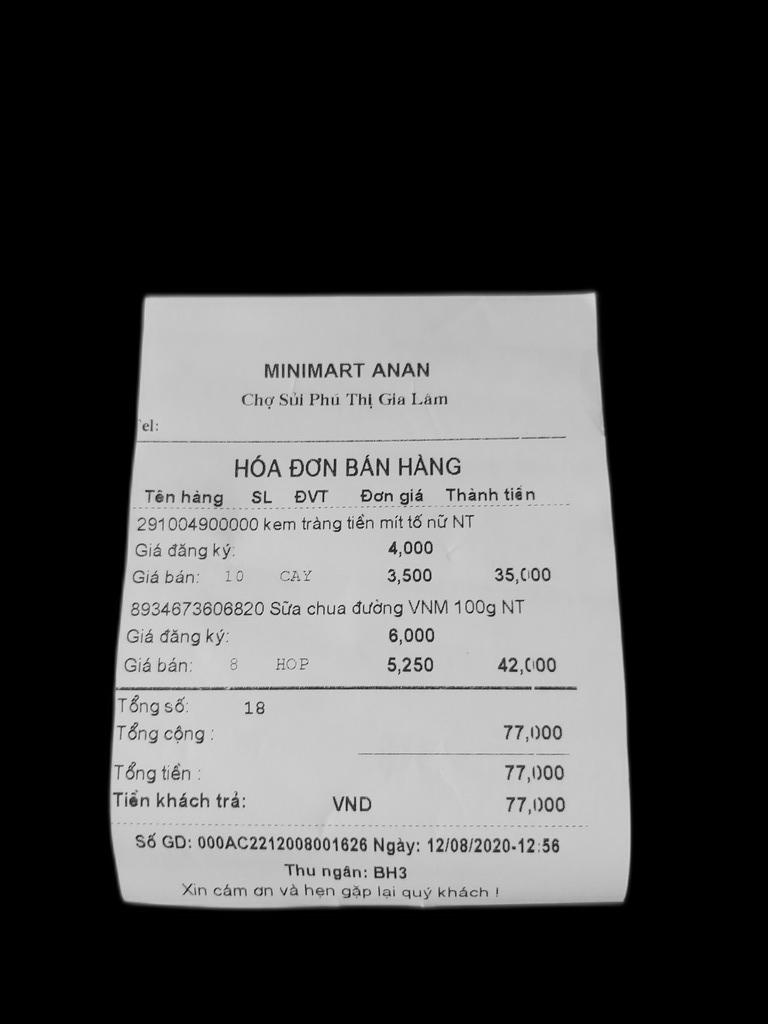 MINIMART ANAN
Chợ Sủi Phú Thị Gia Lâm
Tel:
HÓA ĐƠN BÁN HÀNG
Tên hàng SL ĐVT Đơn giá Thành tiền
291004900000 kem tràng tiền mít tố nữ NT
Giá đăng ký: 4,000
Giá bán: 10 CAY 3,500 35,000
8934673606820 Sữa chua đường VNM 100g NT
Giá đăng ký: 6,000
Giá bán: 8 HOP 5,250 42,000
Tổng số: 18
Tổng cộng : 77,000
Tổng tiền : 77,000
Tiền khách trả: VND 77,000
Số GD: 000AC2212008001626 Ngày: 12/08/2020-12:56
Thu ngân: BH3
Xin cám ơn và hẹn gặp lại quý khách !